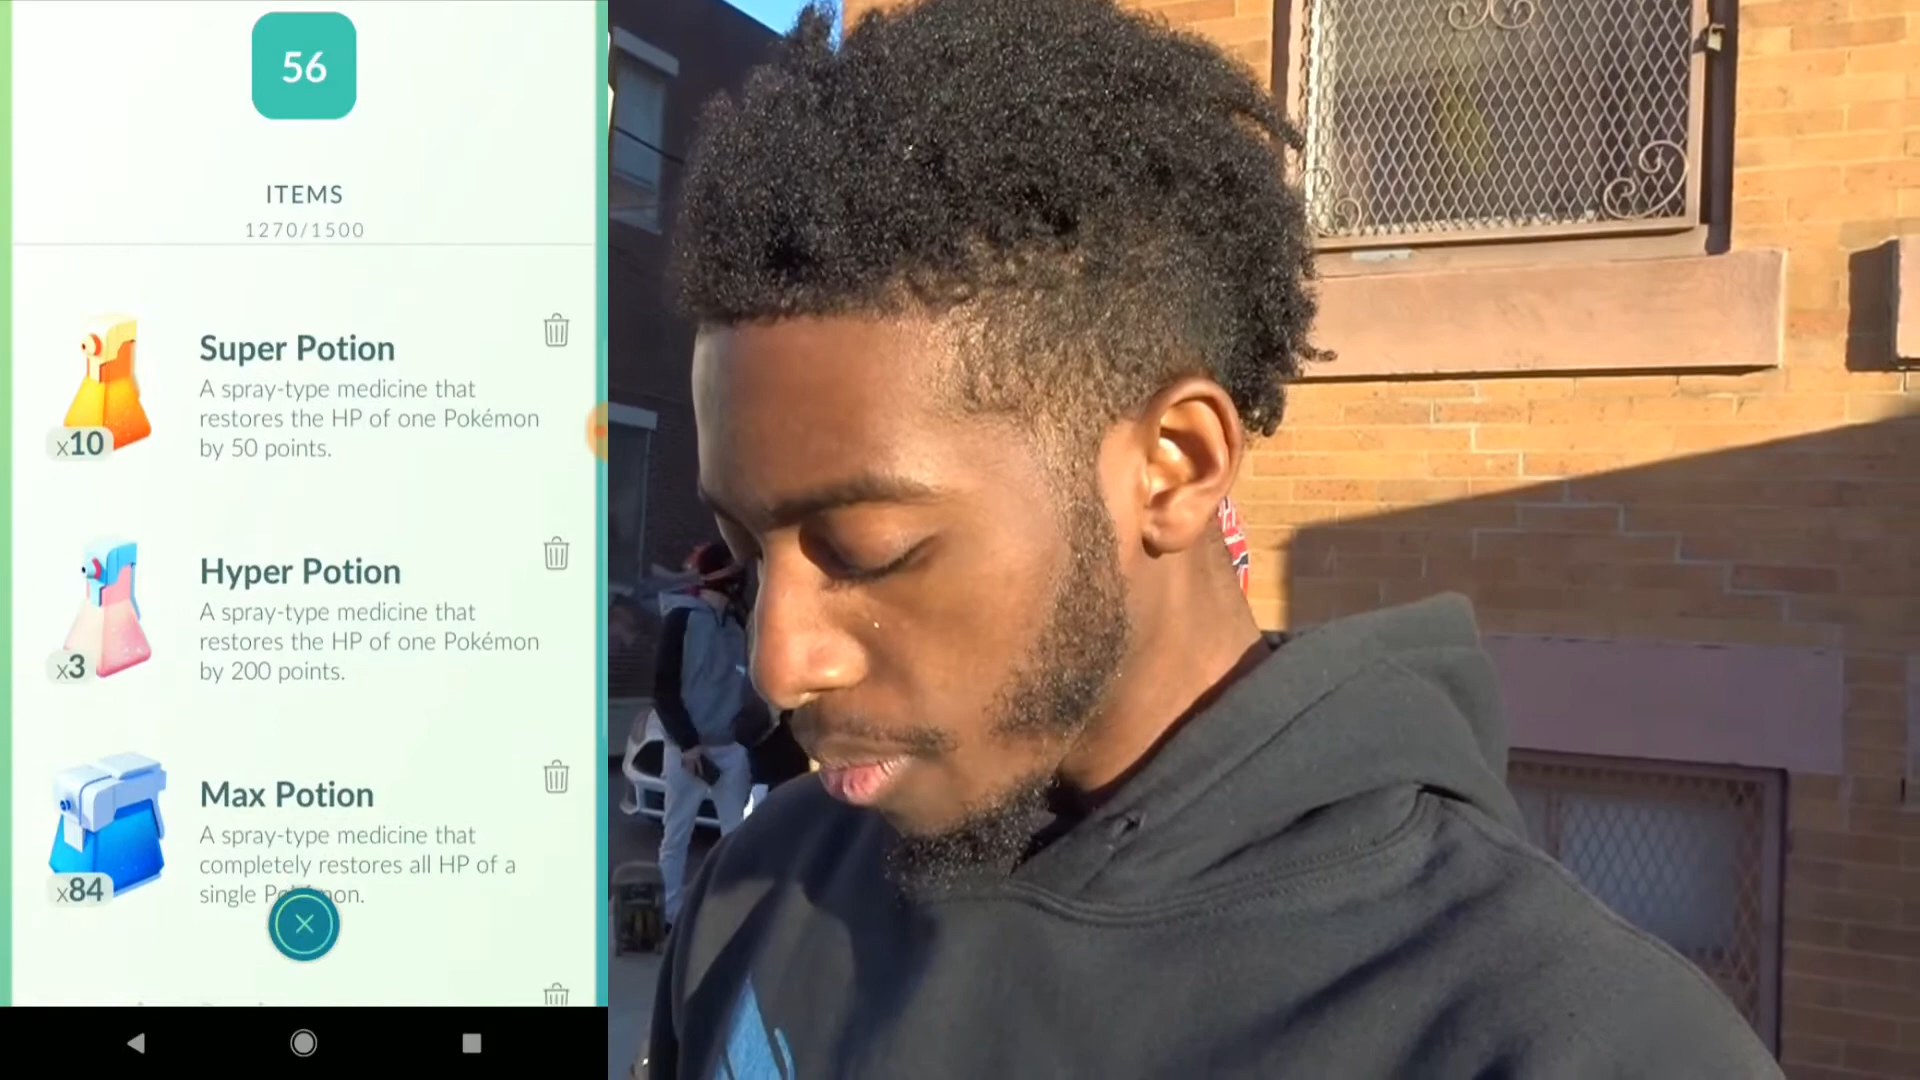 56
ITEMS
1270/1500
Super Potion
A spray-type medicine that
restores the HP of one Pokémon
by 50 points.
x10
Hyper Potion
A spray-type medicine that
restores the HP of one Pokémon
by 200 points.
x3
Max Potion
A spray-type medicine that
completely restores all HP of a
single Pokémon.
x84